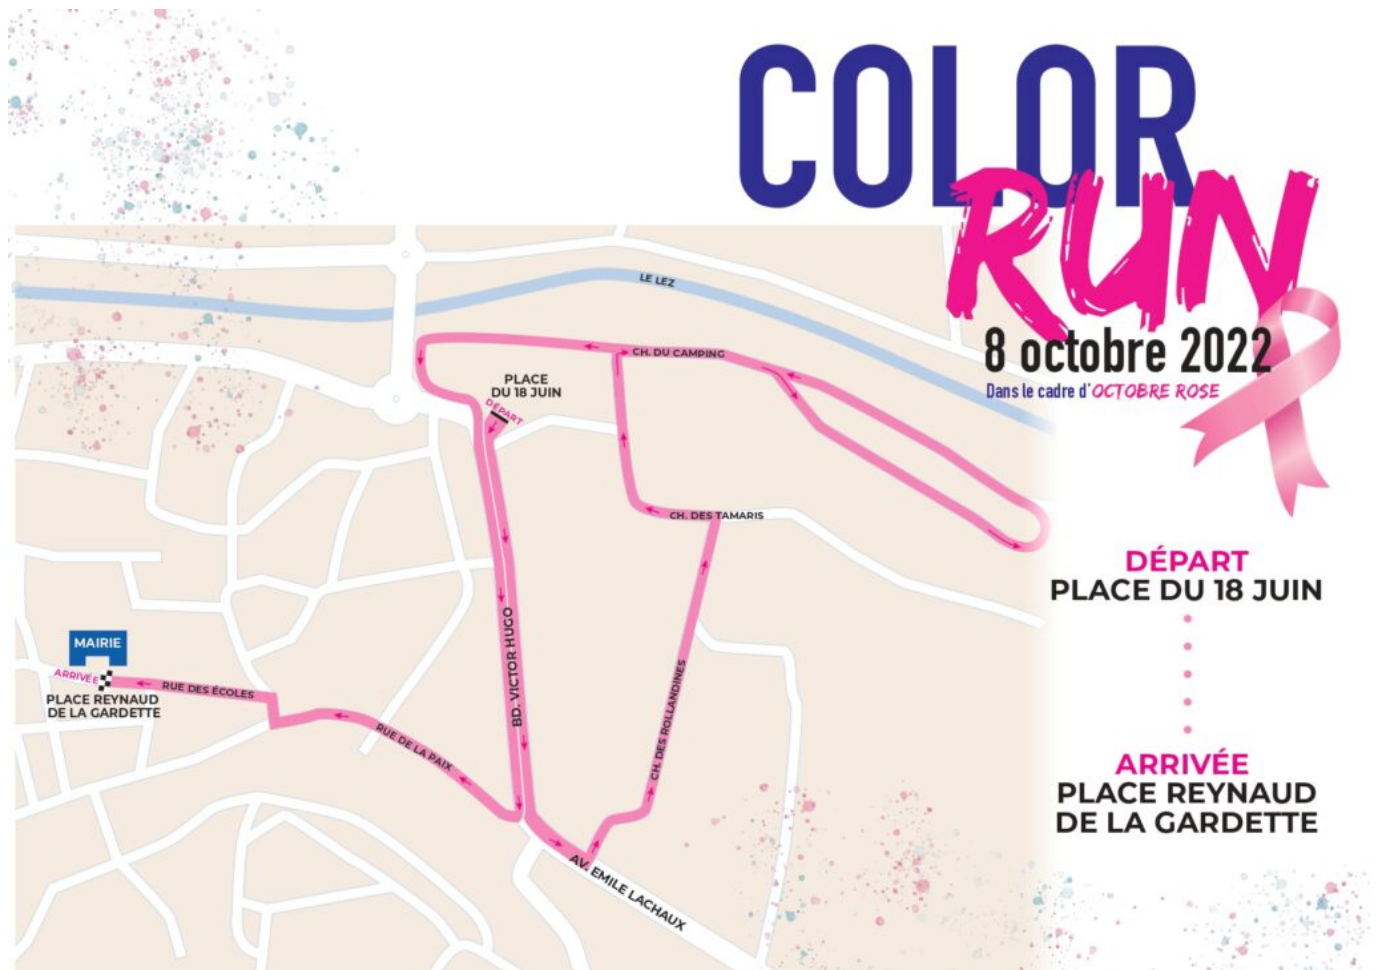 COLOR
RUN
8 octobre 2022
Dans le cadre d'OCTOBRE ROSE
LE LEZ
CH. DU CAMPING
PLACE
DU 18 JUIN
DÉPART
CH. DES TAMARIS
DÉPART
PLACE DU 18 JUIN
MAIRIE
ARRIVÉE
PLACE REYNAUD
DE LA GARDETTE
RUE DES ÉCOLES
RUE DE LA PAIX
BD. VICTOR HUGO
CH. DES ROLLANDINES
AV. EMILE LACHAUX
ARRIVÉE
PLACE REYNAUD
DE LA GARDETTE